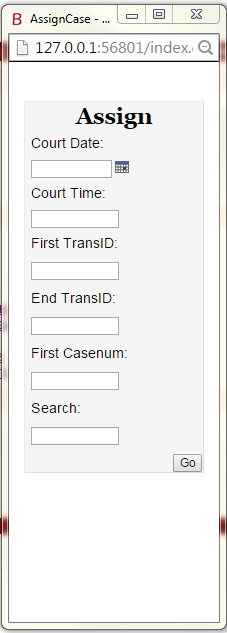 B AssignCase - ...
127.0.0.1:56801/index.
Assign
Court Date:
Court Time:
First TransID:
End TransID:
First Casenum:
Search:
Go